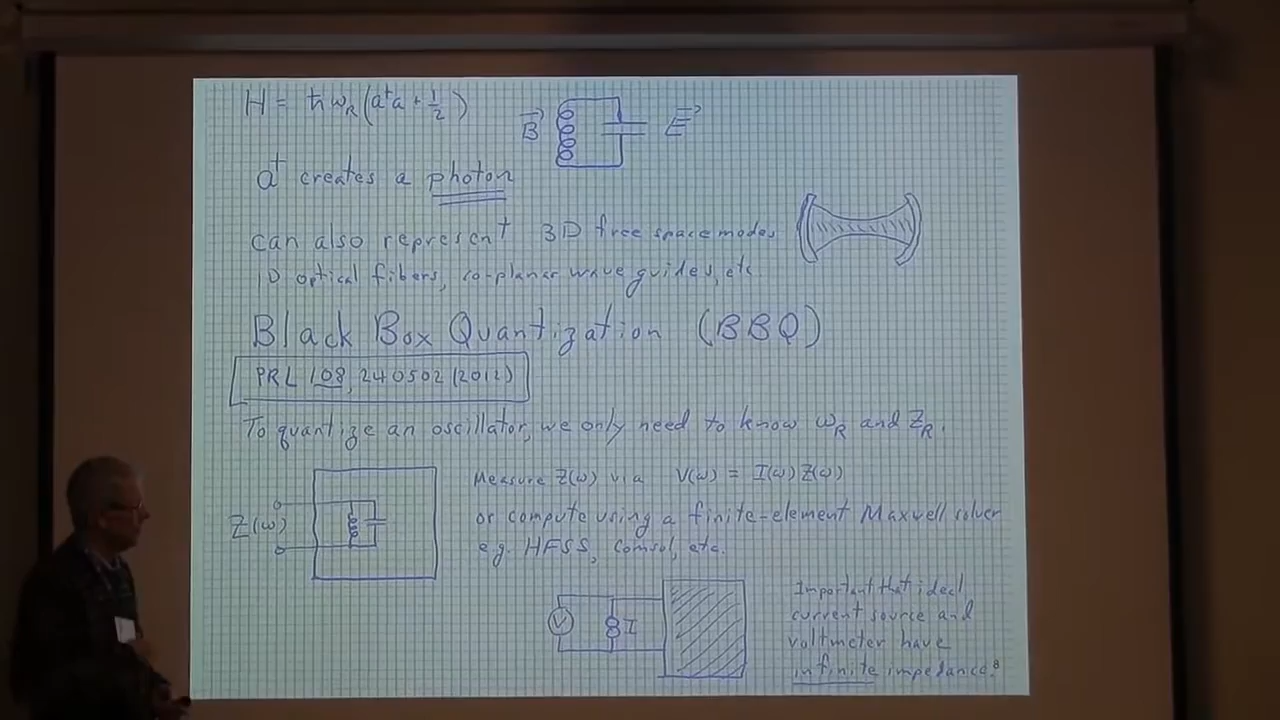 H = ħω_R(a†a + 1/2)
B⃗
E⃗
a† creates a photon
can also represent 3D free space modes
1D optical fibers, co-planar wave guides, etc.
Black Box Quantization (BBQ)
PRL 108, 240502 (2012)
To quantize an oscillator, we only need to know ω_R and Z_R.
Z(ω)
Measure Z(ω) via V(ω) = I(ω)Z(ω)
or compute using a finite-element Maxwell solver
e.g. HFSS, Comsol, etc.
V
I
Important that ideal
current source and
voltmeter have
infinite impedance.
8